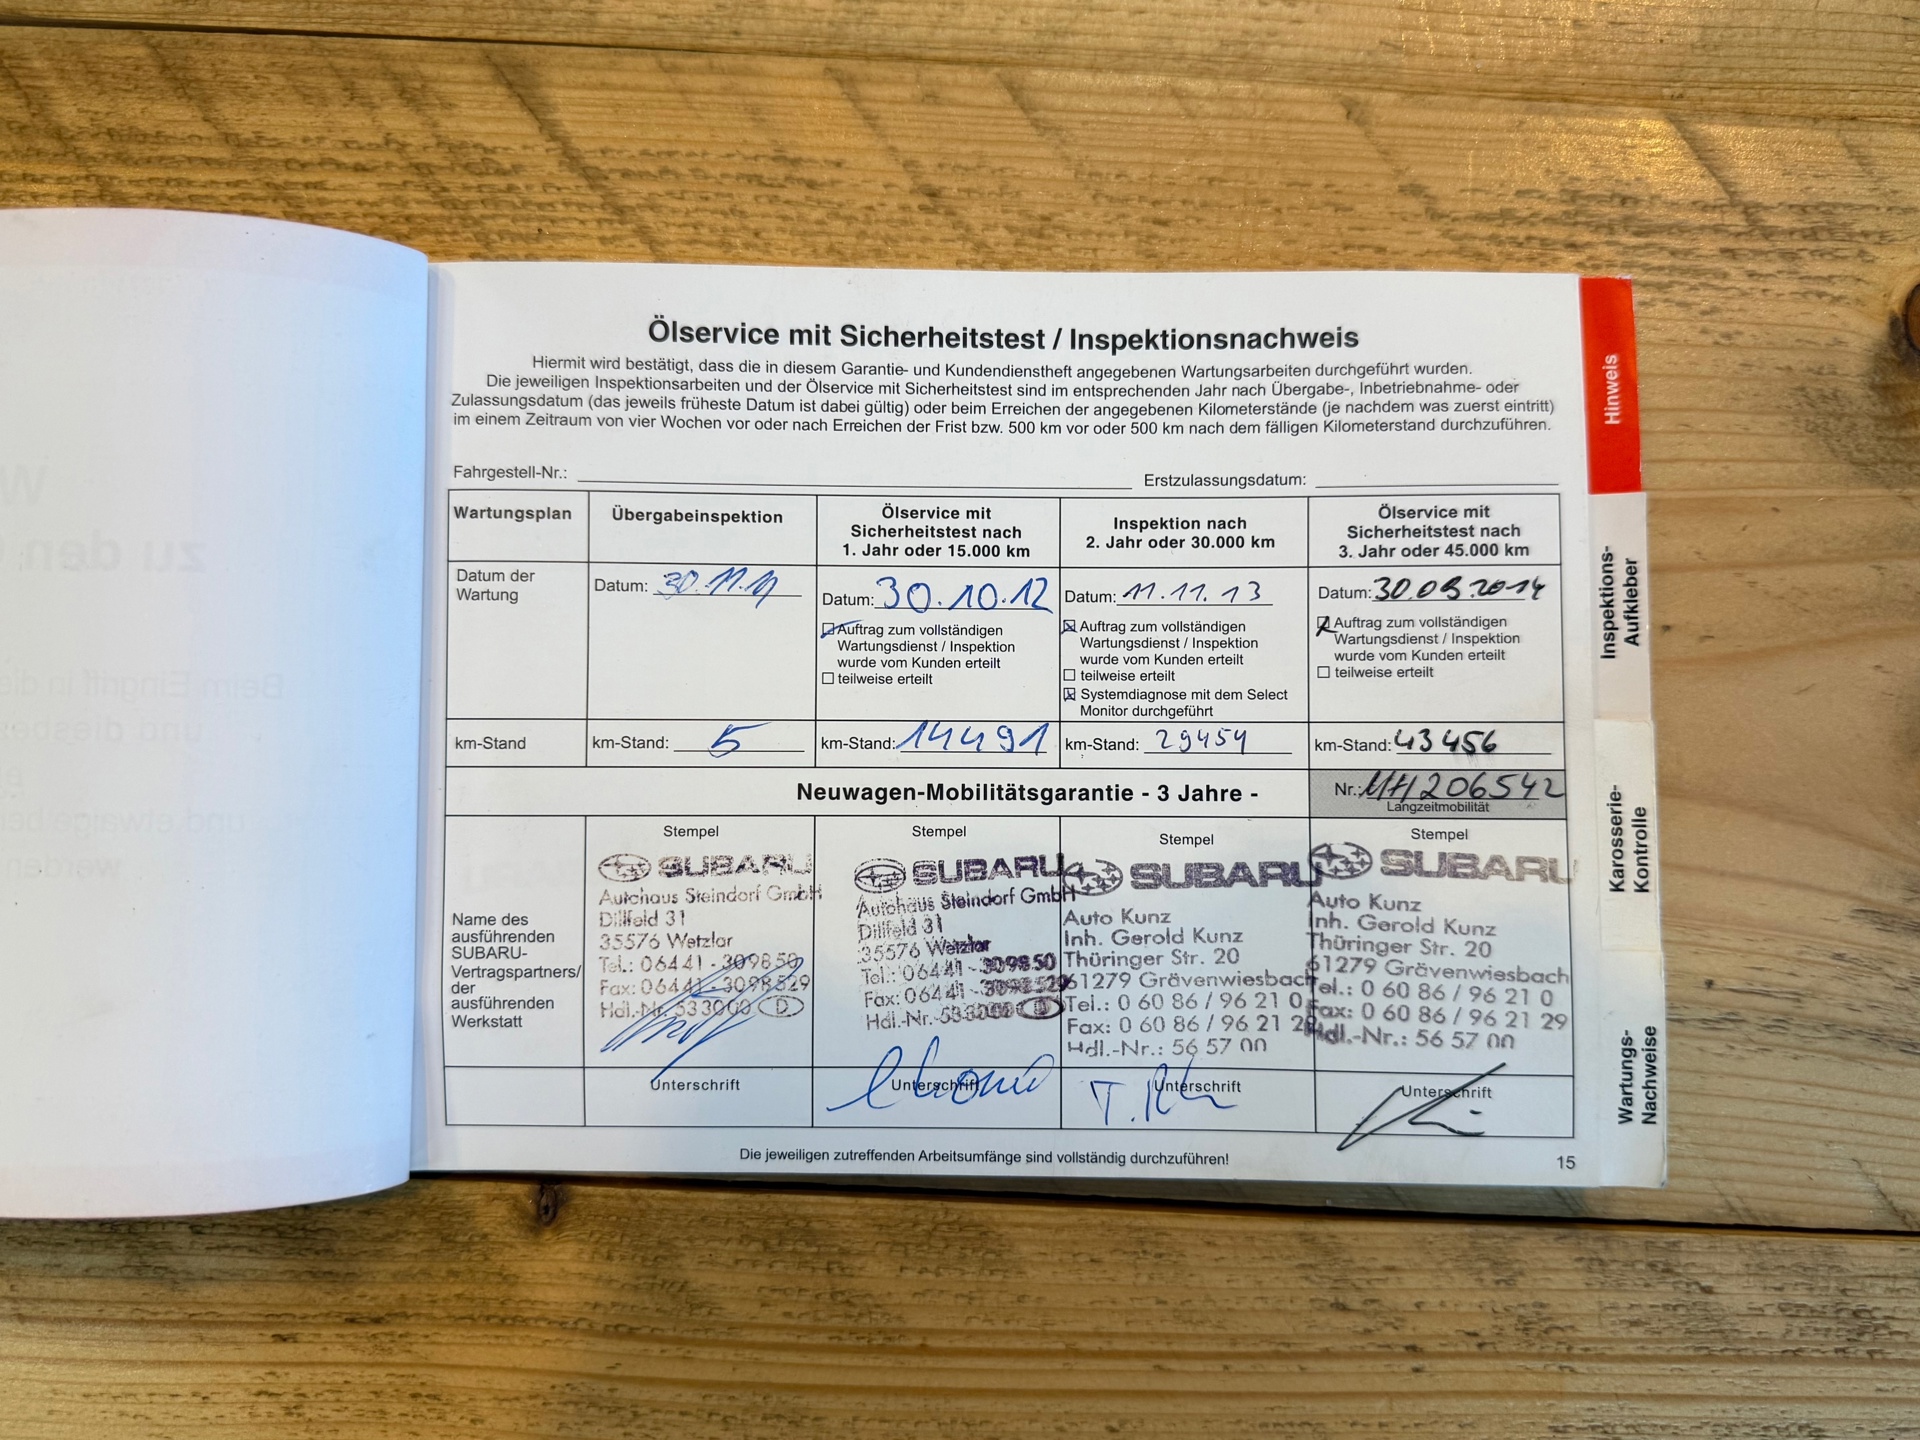 Ölservice mit Sicherheitstest / Inspektionsnachweis
Hiermit wird bestätigt, dass die in diesem Garantie- und Kundendienstheft angegebenen Wartungsarbeiten durchgeführt wurden.
Die jeweiligen Inspektionsarbeiten und der Ölservice mit Sicherheitstest sind im entsprechenden Jahr nach Übergabe-, Inbetriebnahme- oder
Zulassungsdatum (das jeweils früheste Datum ist dabei gültig) oder beim Erreichen der angegebenen Kilometerstände (je nachdem was zuerst eintritt)
im einem Zeitraum von vier Wochen vor oder nach Erreichen der Frist bzw. 500 km vor oder 500 km nach dem fälligen Kilometerstand durchzuführen.
Fahrgestell-Nr.:
Erstzulassungsdatum:
Wartungsplan
Übergabeinspektion
Ölservice mit
Sicherheitstest nach
1. Jahr oder 15.000 km
Inspektion nach
2. Jahr oder 30.000 km
Ölservice mit
Sicherheitstest nach
3. Jahr oder 45.000 km
Datum der
Wartung
Datum: 30.11.11
Datum: 30.10.12
Auftrag zum vollständigen
Wartungsdienst / Inspektion
wurde vom Kunden erteilt
teilweise erteilt
Datum: 11.11.13
Auftrag zum vollständigen
Wartungsdienst / Inspektion
wurde vom Kunden erteilt
teilweise erteilt
Systemdiagnose mit dem Select
Monitor durchgeführt
Datum: 30.09.2014
Auftrag zum vollständigen
Wartungsdienst / Inspektion
wurde vom Kunden erteilt
teilweise erteilt
km-Stand
km-Stand: 5
km-Stand: 14491
km-Stand: 29454
km-Stand: 43456
Neuwagen-Mobilitätsgarantie - 3 Jahre -
Nr.: 206542
Langzeitmobilität
Name des
ausführenden
SUBARU-
Vertragspartners/
der
ausführenden
Werkstatt
Stempel
SUBARU
Autohaus Steindorf GmbH
Dillfeld 31
35576 Wetzlar
Tel.: 06441 - 309850
Fax: 06441 - 3098529
Hdl.-Nr. 533000 D
Unterschrift
Stempel
SUBARU
Autohaus Steindorf GmbH
Dillfeld 31
35576 Wetzlar
Tel.: 06441 - 309850
Fax: 06441 - 3098529
Hdl.-Nr. 533000 D
Unterschrift
Stempel
SUBARU
Auto Kunz
Inh. Gerold Kunz
Thüringer Str. 20
61279 Grävenwiesbach
Tel.: 0 60 86 / 96 21 0
Fax: 0 60 86 / 96 21 29
Hdl.-Nr.: 56 57 00
Unterschrift
Stempel
SUBARU
Auto Kunz
Inh. Gerold Kunz
Thüringer Str. 20
61279 Grävenwiesbach
Tel.: 0 60 86 / 96 21 0
Fax: 0 60 86 / 96 21 29
Hdl.-Nr.: 56 57 00
Unterschrift
Die jeweiligen zutreffenden Arbeitsumfänge sind vollständig durchzuführen!
15
Hinweis
Inspektions-
Aufkleber
Karosserie-
Kontrolle
Wartungs-
Nachweise